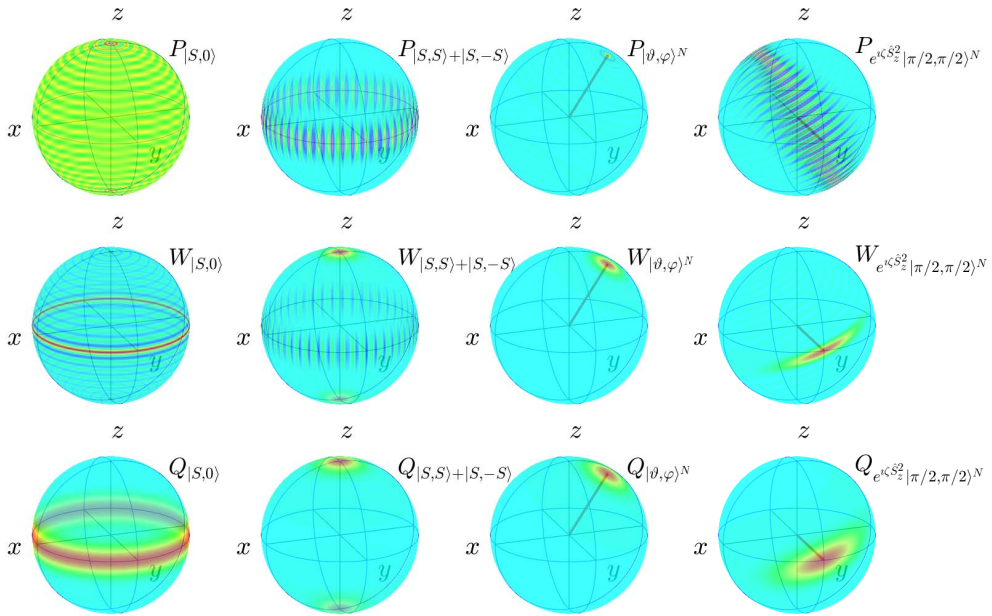 z z z z
P_{|S,0⟩} P_{|S,S⟩+|S,-S⟩} P_{|ϑ,φ⟩^N} P_{e^{ıζŜ_z^2}|π/2,π/2⟩^N}
x x x x
y y y y
z z z z
W_{|S,0⟩} W_{|S,S⟩+|S,-S⟩} W_{|ϑ,φ⟩^N} W_{e^{ıζŜ_z^2}|π/2,π/2⟩^N}
x x x x
y y y y
z z z z
Q_{|S,0⟩} Q_{|S,S⟩+|S,-S⟩} Q_{|ϑ,φ⟩^N} Q_{e^{ıζŜ_z^2}|π/2,π/2⟩^N}
x x x x
y y y y